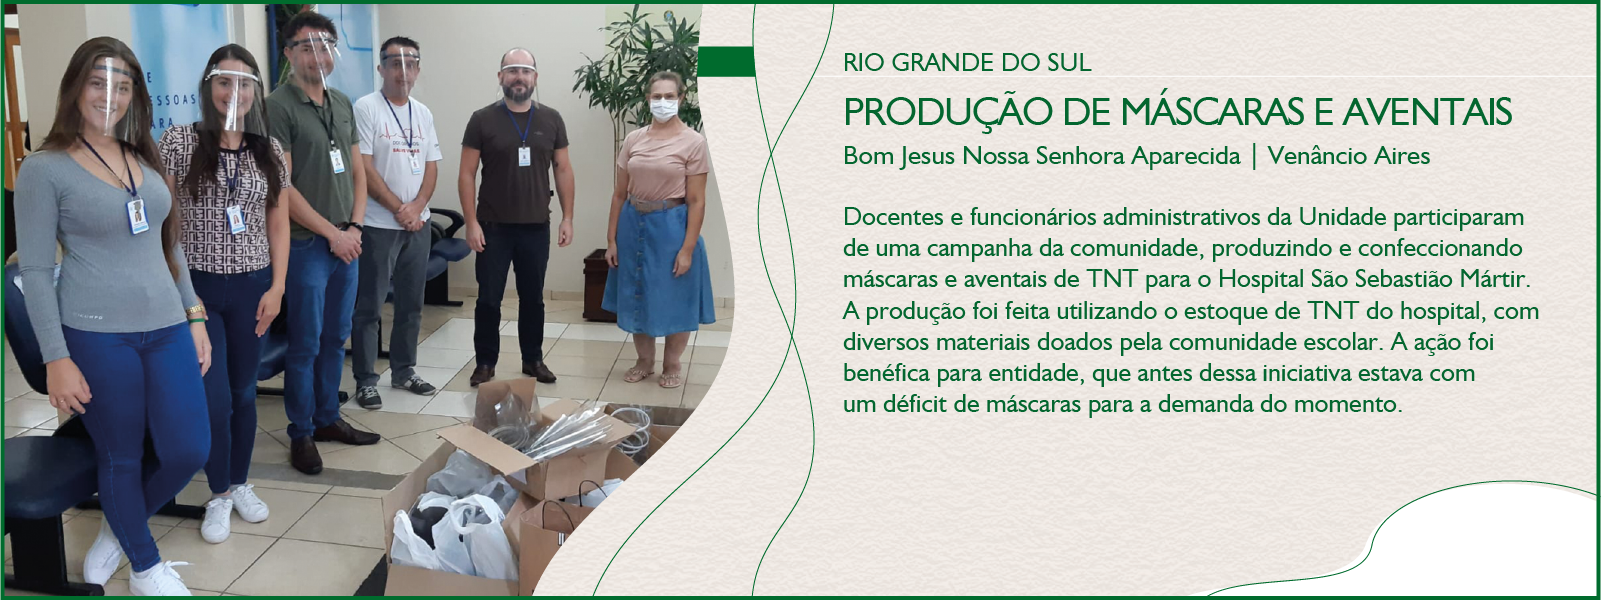 RIO GRANDE DO SUL
PRODUÇÃO DE MÁSCARAS E AVENTAIS
Bom Jesus Nossa Senhora Aparecida | Venâncio Aires
Docentes e funcionários administrativos da Unidade participaram
de uma campanha da comunidade, produzindo e confeccionando
máscaras e aventais de TNT para o Hospital São Sebastião Mártir.
A produção foi feita utilizando o estoque de TNT do hospital, com
diversos materiais doados pela comunidade escolar. A ação foi
benéfica para entidade, que antes dessa iniciativa estava com
um déficit de máscaras para a demanda do momento.